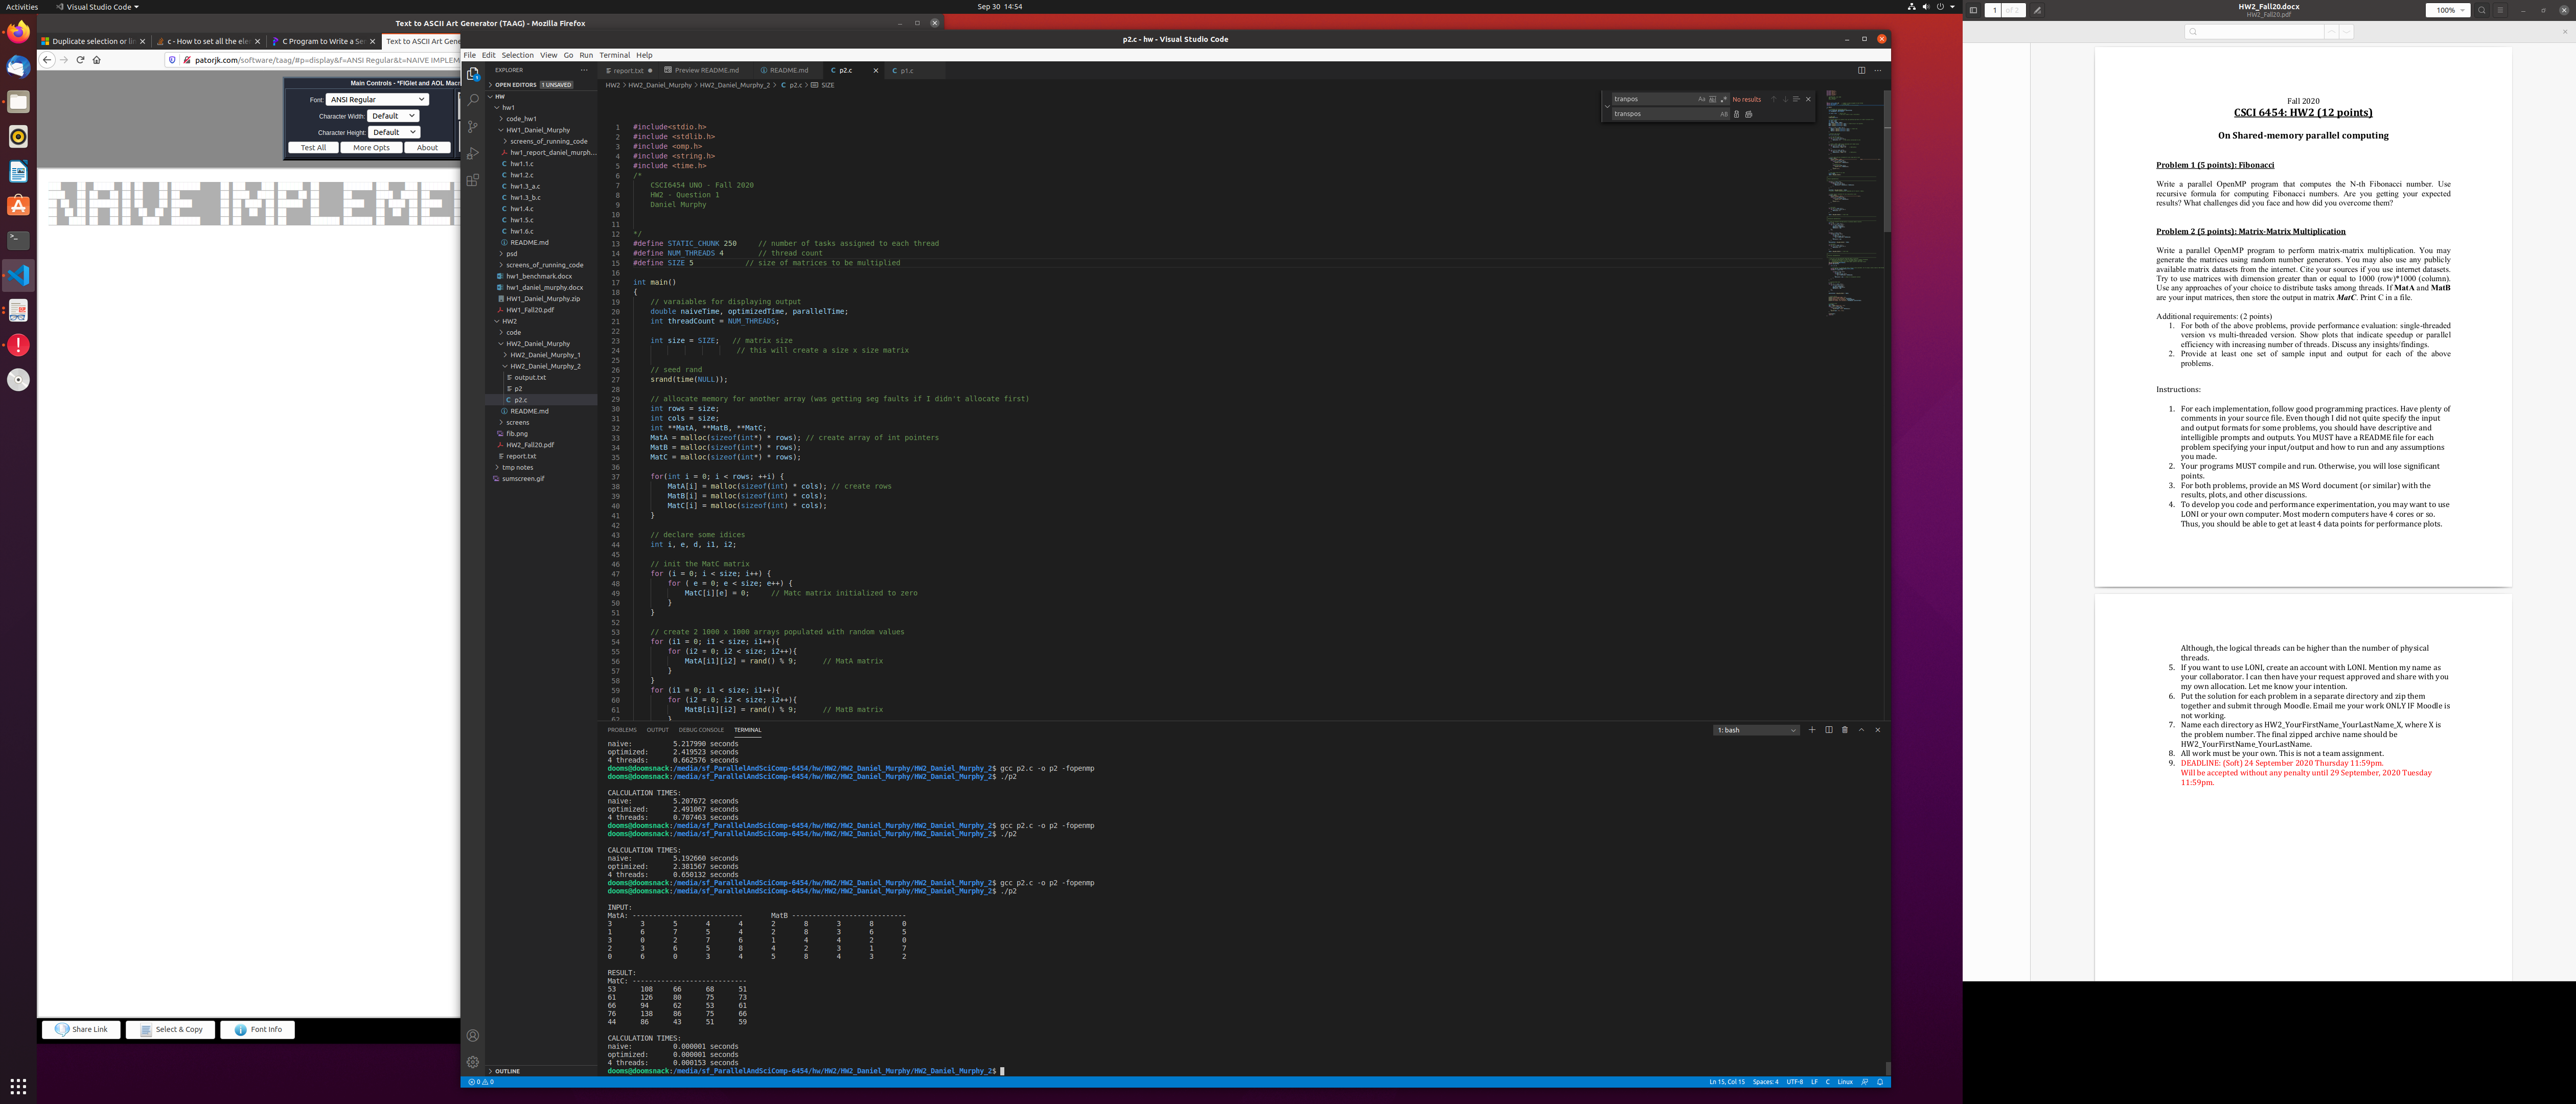 Activities
Visual Studio Code
Sep 30 14:54
Text to ASCII Art Generator (TAAG) - Mozilla Firefox
Duplicate selection or li
c - How to set all the ele
C Program to Write a Se
Text to ASCII Art Gene
patorjk.com/software/taag/#p=display&f=ANSI Regular&t=NAIVE IMPLEM
Main Controls - *FIGlet and AOL Macr
Font: ANSI Regular
Character Width: Default
Character Height: Default
Test All
More Opts
About
Share Link
Select & Copy
Font Info
p2.c - hw - Visual Studio Code
File Edit Selection View Go Run Terminal Help
EXPLORER
OPEN EDITORS 1 UNSAVED
HW
hw1
code_hw1
HW1_Daniel_Murphy
screens_of_running_code
hw1_report_daniel_murph...
hw1.1.c
hw1.2.c
hw1.3_a.c
hw1.3_b.c
hw1.4.c
hw1.5.c
hw1.6.c
README.md
psd
screens_of_running_code
hw1_benchmark.docx
hw1_daniel_murphy.docx
HW1_Daniel_Murphy.zip
HW1_Fall20.pdf
HW2
code
HW2_Daniel_Murphy
HW2_Daniel_Murphy_1
HW2_Daniel_Murphy_2
output.txt
p2
p2.c
README.md
screens
fib.png
HW2_Fall20.pdf
report.txt
tmp notes
sumscreen.gif
OUTLINE
report.txt
Preview README.md
README.md
p2.c
p1.c
HW2 > HW2_Daniel_Murphy > HW2_Daniel_Murphy_2 > p2.c > SIZE
tranpos
No results
transpos
1 #include<stdio.h>
2 #include <stdlib.h>
3 #include <omp.h>
4 #include <string.h>
5 #include <time.h>
6 /*
7 CSCI6454 UNO - Fall 2020
8 HW2 - Question 1
9 Daniel Murphy
10
11
12 */
13 #define STATIC_CHUNK 250 // number of tasks assigned to each thread
14 #define NUM_THREADS 4 // thread count
15 #define SIZE 5 // size of matrices to be multiplied
16
17 int main()
18 {
19 // varaiables for displaying output
20 double naiveTime, optimizedTime, parallelTime;
21 int threadCount = NUM_THREADS;
22
23 int size = SIZE; // matrix size
24 // this will create a size x size matrix
25
26 // seed rand
27 srand(time(NULL));
28
29 // allocate memory for another array (was getting seg faults if I didn't allocate first)
30 int rows = size;
31 int cols = size;
32 int **MatA, **MatB, **MatC;
33 MatA = malloc(sizeof(int*) * rows); // create array of int pointers
34 MatB = malloc(sizeof(int*) * rows);
35 MatC = malloc(sizeof(int*) * rows);
36
37 for(int i = 0; i < rows; ++i) {
38 MatA[i] = malloc(sizeof(int) * cols); // create rows
39 MatB[i] = malloc(sizeof(int) * cols);
40 MatC[i] = malloc(sizeof(int) * cols);
41 }
42
43 // declare some idices
44 int i, e, d, i1, i2;
45
46 // init the MatC matrix
47 for (i = 0; i < size; i++) {
48 for ( e = 0; e < size; e++) {
49 MatC[i][e] = 0; // Matc matrix initialized to zero
50 }
51 }
52
53 // create 2 1000 x 1000 arrays populated with random values
54 for (i1 = 0; i1 < size; i1++){
55 for (i2 = 0; i2 < size; i2++){
56 MatA[i1][i2] = rand() % 9; // MatA matrix
57 }
58 }
59 for (i1 = 0; i1 < size; i1++){
60 for (i2 = 0; i2 < size; i2++){
61 MatB[i1][i2] = rand() % 9; // MatB matrix
62 }
PROBLEMS OUTPUT DEBUG CONSOLE TERMINAL
1: bash
naive: 5.217990 seconds
optimized: 2.419523 seconds
4 threads: 0.662576 seconds
dooms@doomsnack:/media/sf_ParallelAndSciComp-6454/hw/HW2/HW2_Daniel_Murphy/HW2_Daniel_Murphy_2$ gcc p2.c -o p2 -fopenmp
dooms@doomsnack:/media/sf_ParallelAndSciComp-6454/hw/HW2/HW2_Daniel_Murphy/HW2_Daniel_Murphy_2$ ./p2
CALCULATION TIMES:
naive: 5.207672 seconds
optimized: 2.491067 seconds
4 threads: 0.707463 seconds
dooms@doomsnack:/media/sf_ParallelAndSciComp-6454/hw/HW2/HW2_Daniel_Murphy/HW2_Daniel_Murphy_2$ gcc p2.c -o p2 -fopenmp
dooms@doomsnack:/media/sf_ParallelAndSciComp-6454/hw/HW2/HW2_Daniel_Murphy/HW2_Daniel_Murphy_2$ ./p2
CALCULATION TIMES:
naive: 5.192660 seconds
optimized: 2.381567 seconds
4 threads: 0.650132 seconds
dooms@doomsnack:/media/sf_ParallelAndSciComp-6454/hw/HW2/HW2_Daniel_Murphy/HW2_Daniel_Murphy_2$ gcc p2.c -o p2 -fopenmp
dooms@doomsnack:/media/sf_ParallelAndSciComp-6454/hw/HW2/HW2_Daniel_Murphy/HW2_Daniel_Murphy_2$ ./p2
INPUT:
MatA: --------------------------- MatB ----------------------------
3 3 5 4 4 2 8 3 8 0
1 6 7 5 4 2 8 3 6 5
3 0 2 7 6 1 4 4 2 0
2 3 6 5 8 4 2 3 1 7
0 6 0 3 4 5 8 4 3 2
RESULT:
MatC: ----------------------------
53 108 66 68 51
61 126 80 75 73
66 94 62 53 61
76 138 86 75 66
44 86 43 51 59
CALCULATION TIMES:
naive: 0.000001 seconds
optimized: 0.000001 seconds
4 threads: 0.000153 seconds
dooms@doomsnack:/media/sf_ParallelAndSciComp-6454/hw/HW2/HW2_Daniel_Murphy/HW2_Daniel_Murphy_2$
0 0
Ln 15, Col 15 Spaces: 4 UTF-8 LF C Linux
1 of 2
HW2_Fall20.docx
HW2_Fall20.pdf
100%
Fall 2020
CSCI 6454: HW2 (12 points)
On Shared-memory parallel computing
Problem 1 (5 points): Fibonacci
Write a parallel OpenMP program that computes the N-th Fibonacci number. Use
recursive formula for computing Fibonacci numbers. Are you getting your expected
results? What challenges did you face and how did you overcome them?
Problem 2 (5 points): Matrix-Matrix Multiplication
Write a parallel OpenMP program to perform matrix-matrix multiplication. You may
generate the matrices using random number generators. You may also use any publicly
available matrix datasets from the internet. Cite your sources if you use internet datasets.
Try to use matrices with dimension greater than or equal to 1000 (row)*1000 (column).
Use any approaches of your choice to distribute tasks among threads. If MatA and MatB
are your input matrices, then store the output in matrix MatC. Print C in a file.
Additional requirements: (2 points)
1. For both of the above problems, provide performance evaluation: single-threaded
version vs multi-threaded version. Show plots that indicate speedup or parallel
efficiency with increasing number of threads. Discuss any insights/findings.
2. Provide at least one set of sample input and output for each of the above
problems.
Instructions:
1. For each implementation, follow good programming practices. Have plenty of
comments in your source file. Even though I did not quite specify the input
and output formats for some problems, you should have descriptive and
intelligible prompts and outputs. You MUST have a README file for each
problem specifying your input/output and how to run and any assumptions
you made.
2. Your programs MUST compile and run. Otherwise, you will lose significant
points.
3. For both problems, provide an MS Word document (or similar) with the
results, plots, and other discussions.
4. To develop you code and performance experimentation, you may want to use
LONI or your own computer. Most modern computers have 4 cores or so.
Thus, you should be able to get at least 4 data points for performance plots.
Although, the logical threads can be higher than the number of physical
threads.
5. If you want to use LONI, create an account with LONI. Mention my name as
your collaborator. I can then have your request approved and share with you
my own allocation. Let me know your intention.
6. Put the solution for each problem in a separate directory and zip them
together and submit through Moodle. Email me your work ONLY IF Moodle is
not working.
7. Name each directory as HW2_YourFirstName_YourLastName_X, where X is
the problem number. The final zipped archive name should be
HW2_YourFirstName_YourLastName.
8. All work must be your own. This is not a team assignment.
9. DEADLINE: (Soft) 24 September 2020 Thursday 11:59pm.
Will be accepted without any penalty until 29 September, 2020 Tuesday
11:59pm.